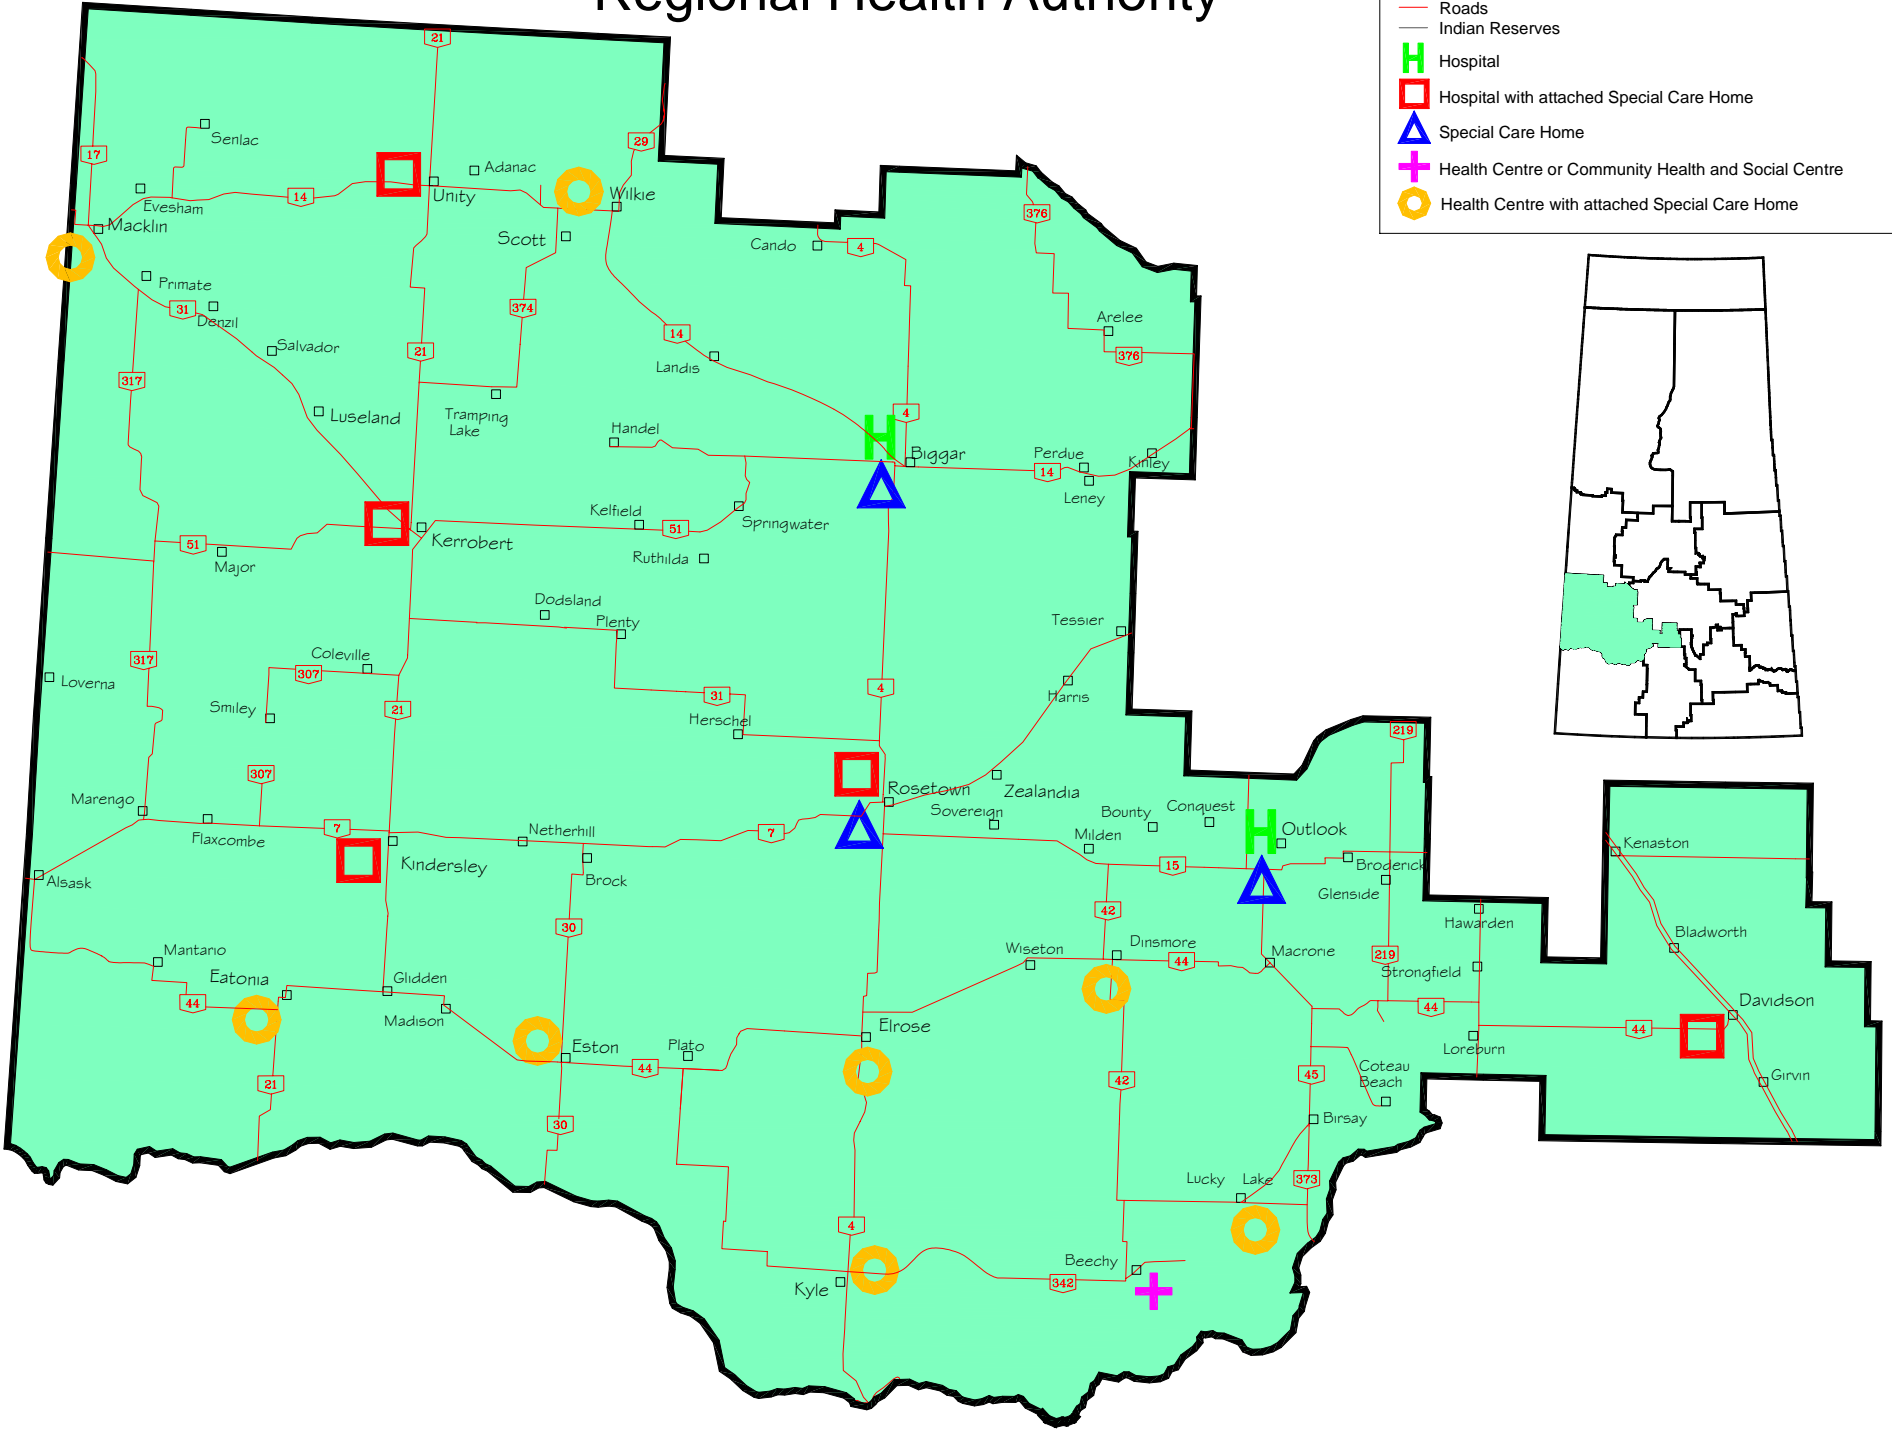 Regional Health Authority
Roads
Indian Reserves
Hospital
Hospital with attached Special Care Home
Special Care Home
Health Centre or Community Health and Social Centre
Health Centre with attached Special Care Home
21
17
Senlac
29
Adanac
Unity
Wilkie
14
Evesham
Macklin
Scott
Cando
4
376
Primate
31
Denzil
374
Salvador
21
14
Landis
Arelee
376
317
Luseland
Tramping
Lake
Handel
4
Biggar
Perdue
14
Kinley
Leney
Kelfield
51
Springwater
Kerrobert
51
Major
Ruthilda
Dodsland
Plenty
Tessier
317
Coleville
307
Loverna
Smiley
21
31
4
Harris
Herschel
219
307
Marengo
Flaxcombe
7
Netherhill
7
Rosetown
Zealandia
Sovereign
Bounty
Conquest
Outlook
Milden
15
Broderick
Glenside
Kenaston
Kindersley
Brock
Alsask
42
30
Hawarden
Bladworth
Mantario
Eatonia
Glidden
Wiseton
Dinsmore
44
Macrorie
219
Strongfield
44
Madison
44
Davidson
Elrose
Eston
Plato
44
Loreburn
44
Girvin
21
42
45
Coteau
Beach
30
Birsay
Lucky Lake
373
4
Beechy
342
Kyle